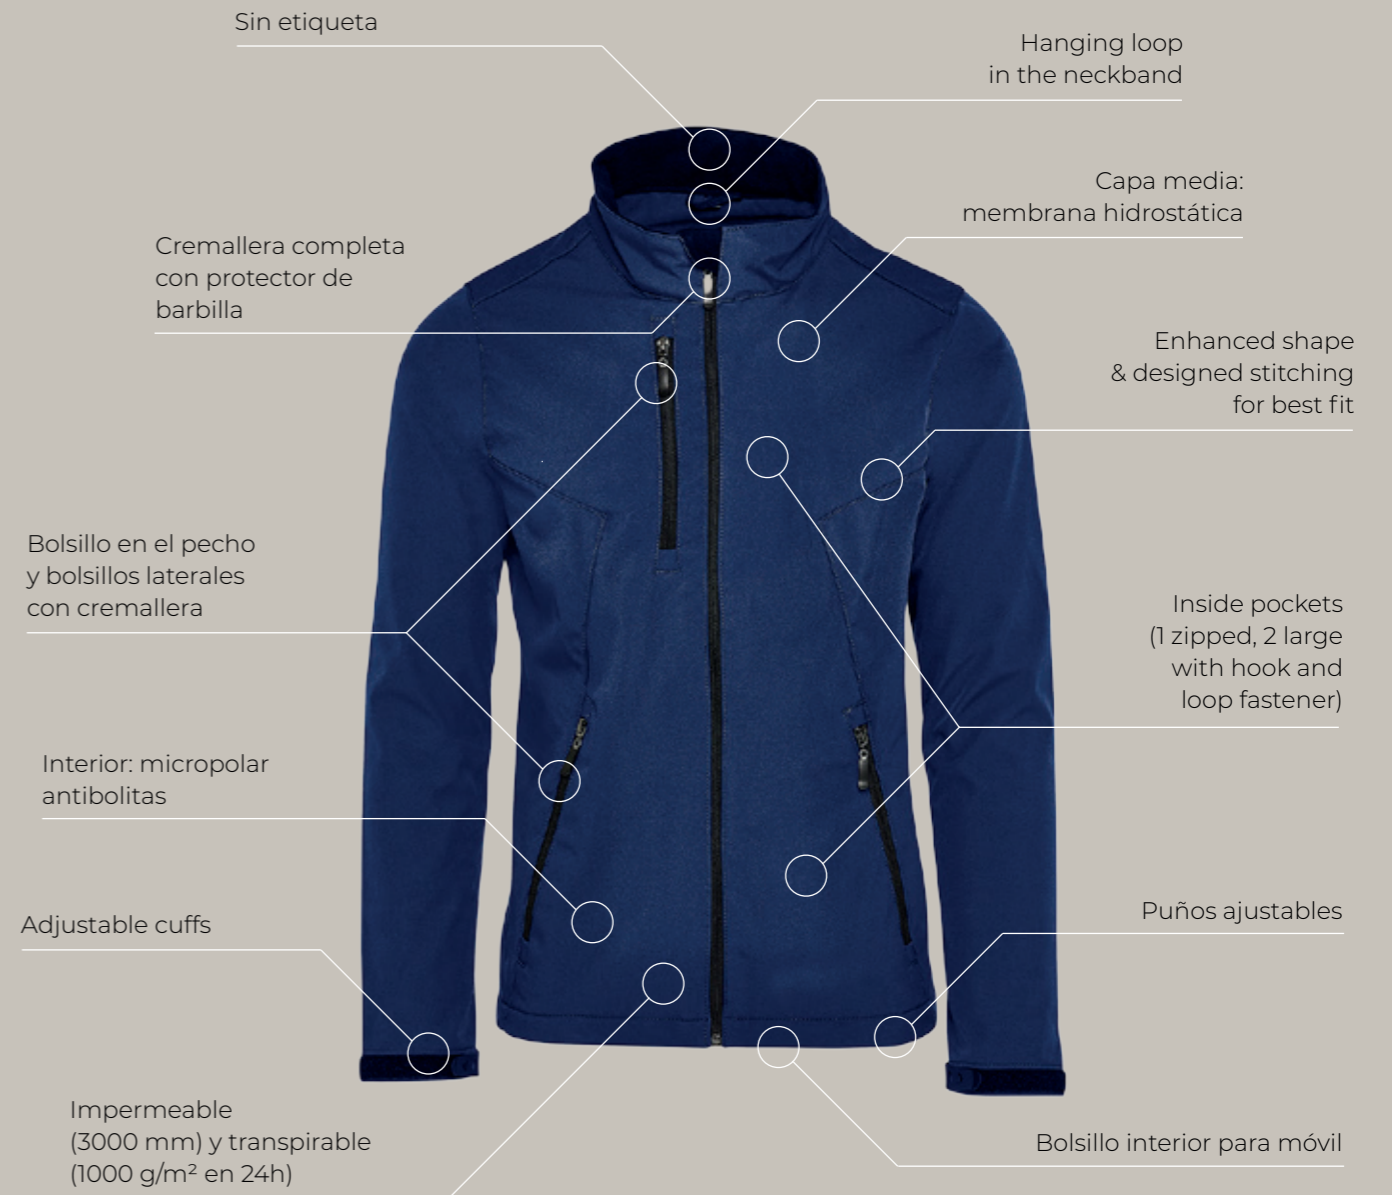 Sin etiqueta
Hanging loop
in the neckband
Capa media:
membrana hidrostática
Cremallera completa
con protector de
barbilla
Enhanced shape
& designed stitching
for best fit
Bolsillo en el pecho
y bolsillos laterales
con cremallera
Inside pockets
(1 zipped, 2 large
with hook and
loop fastener)
Interior: micropolar
antibolitas
Adjustable cuffs
Puños ajustables
Impermeable
(3000 mm) y transpirable
(1000 g/m² en 24h)
Bolsillo interior para móvil